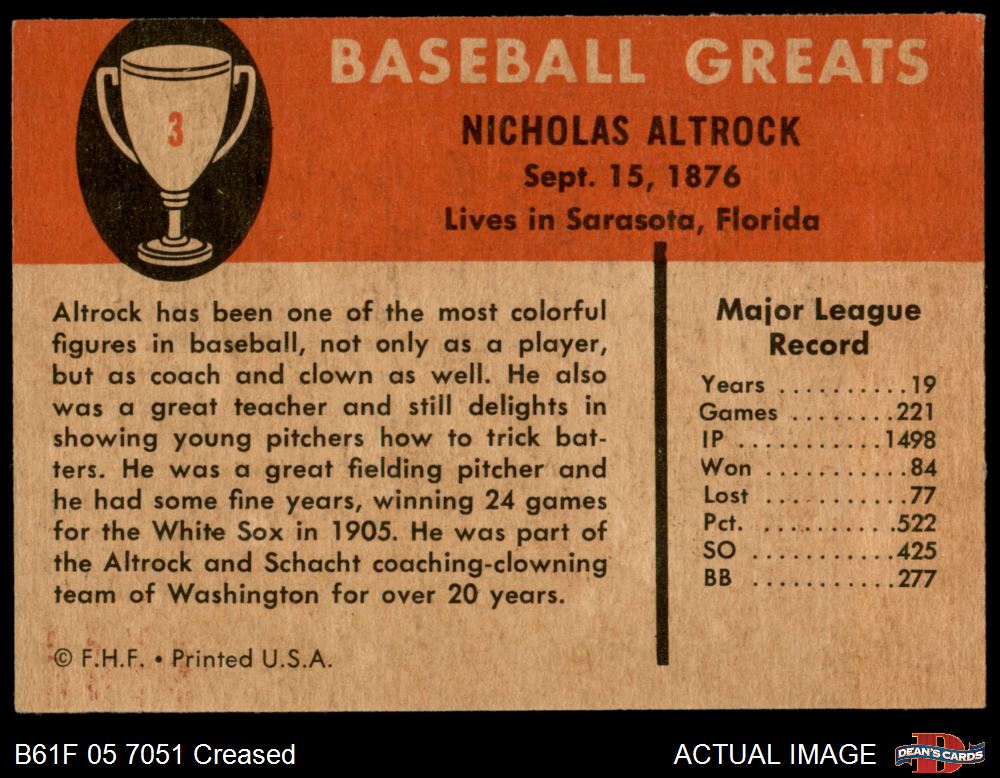 3
BASEBALL GREATS
NICHOLAS ALTROCK
Sept. 15, 1876
Lives in Sarasota, Florida
Altrock has been one of the most colorful
figures in baseball, not only as a player,
but as coach and clown as well. He also
was a great teacher and still delights in
showing young pitchers how to trick bat-
ters. He was a great fielding pitcher and
he had some fine years, winning 24 games
for the White Sox in 1905. He was part of
the Altrock and Schacht coaching-clowning
team of Washington for over 20 years.
© F.H.F. • Printed U.S.A.
Major League
Record
Years ..........19
Games ........221
IP ...........1498
Won ..........84
Lost ..........77
Pct. ..........522
SO ...........425
BB ...........277
B61F 05 7051 Creased
ACTUAL IMAGE
DEAN'S CARDS